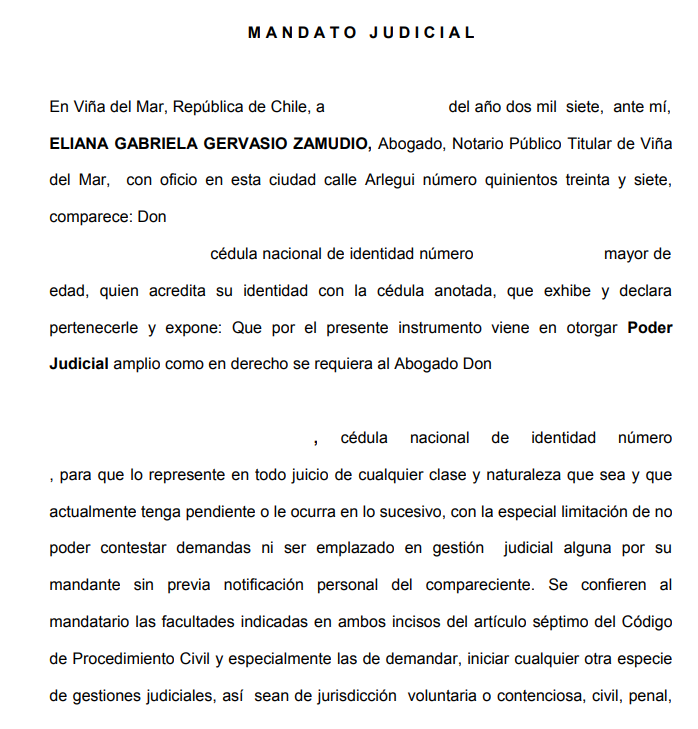 MANDATO JUDICIAL
En Viña del Mar, República de Chile, a del año dos mil siete, ante mí,
ELIANA GABRIELA GERVASIO ZAMUDIO, Abogado, Notario Público Titular de Viña
del Mar, con oficio en esta ciudad calle Arlegui número quinientos treinta y siete,
comparece: Don
cédula nacional de identidad número mayor de
edad, quien acredita su identidad con la cédula anotada, que exhibe y declara
pertenecerle y expone: Que por el presente instrumento viene en otorgar Poder
Judicial amplio como en derecho se requiera al Abogado Don
, cédula nacional de identidad número
, para que lo represente en todo juicio de cualquier clase y naturaleza que sea y que
actualmente tenga pendiente o le ocurra en lo sucesivo, con la especial limitación de no
poder contestar demandas ni ser emplazado en gestión judicial alguna por su
mandante sin previa notificación personal del compareciente. Se confieren al
mandatario las facultades indicadas en ambos incisos del artículo séptimo del Código
de Procedimiento Civil y especialmente las de demandar, iniciar cualquier otra especie
de gestiones judiciales, así sean de jurisdicción voluntaria o contenciosa, civil, penal,